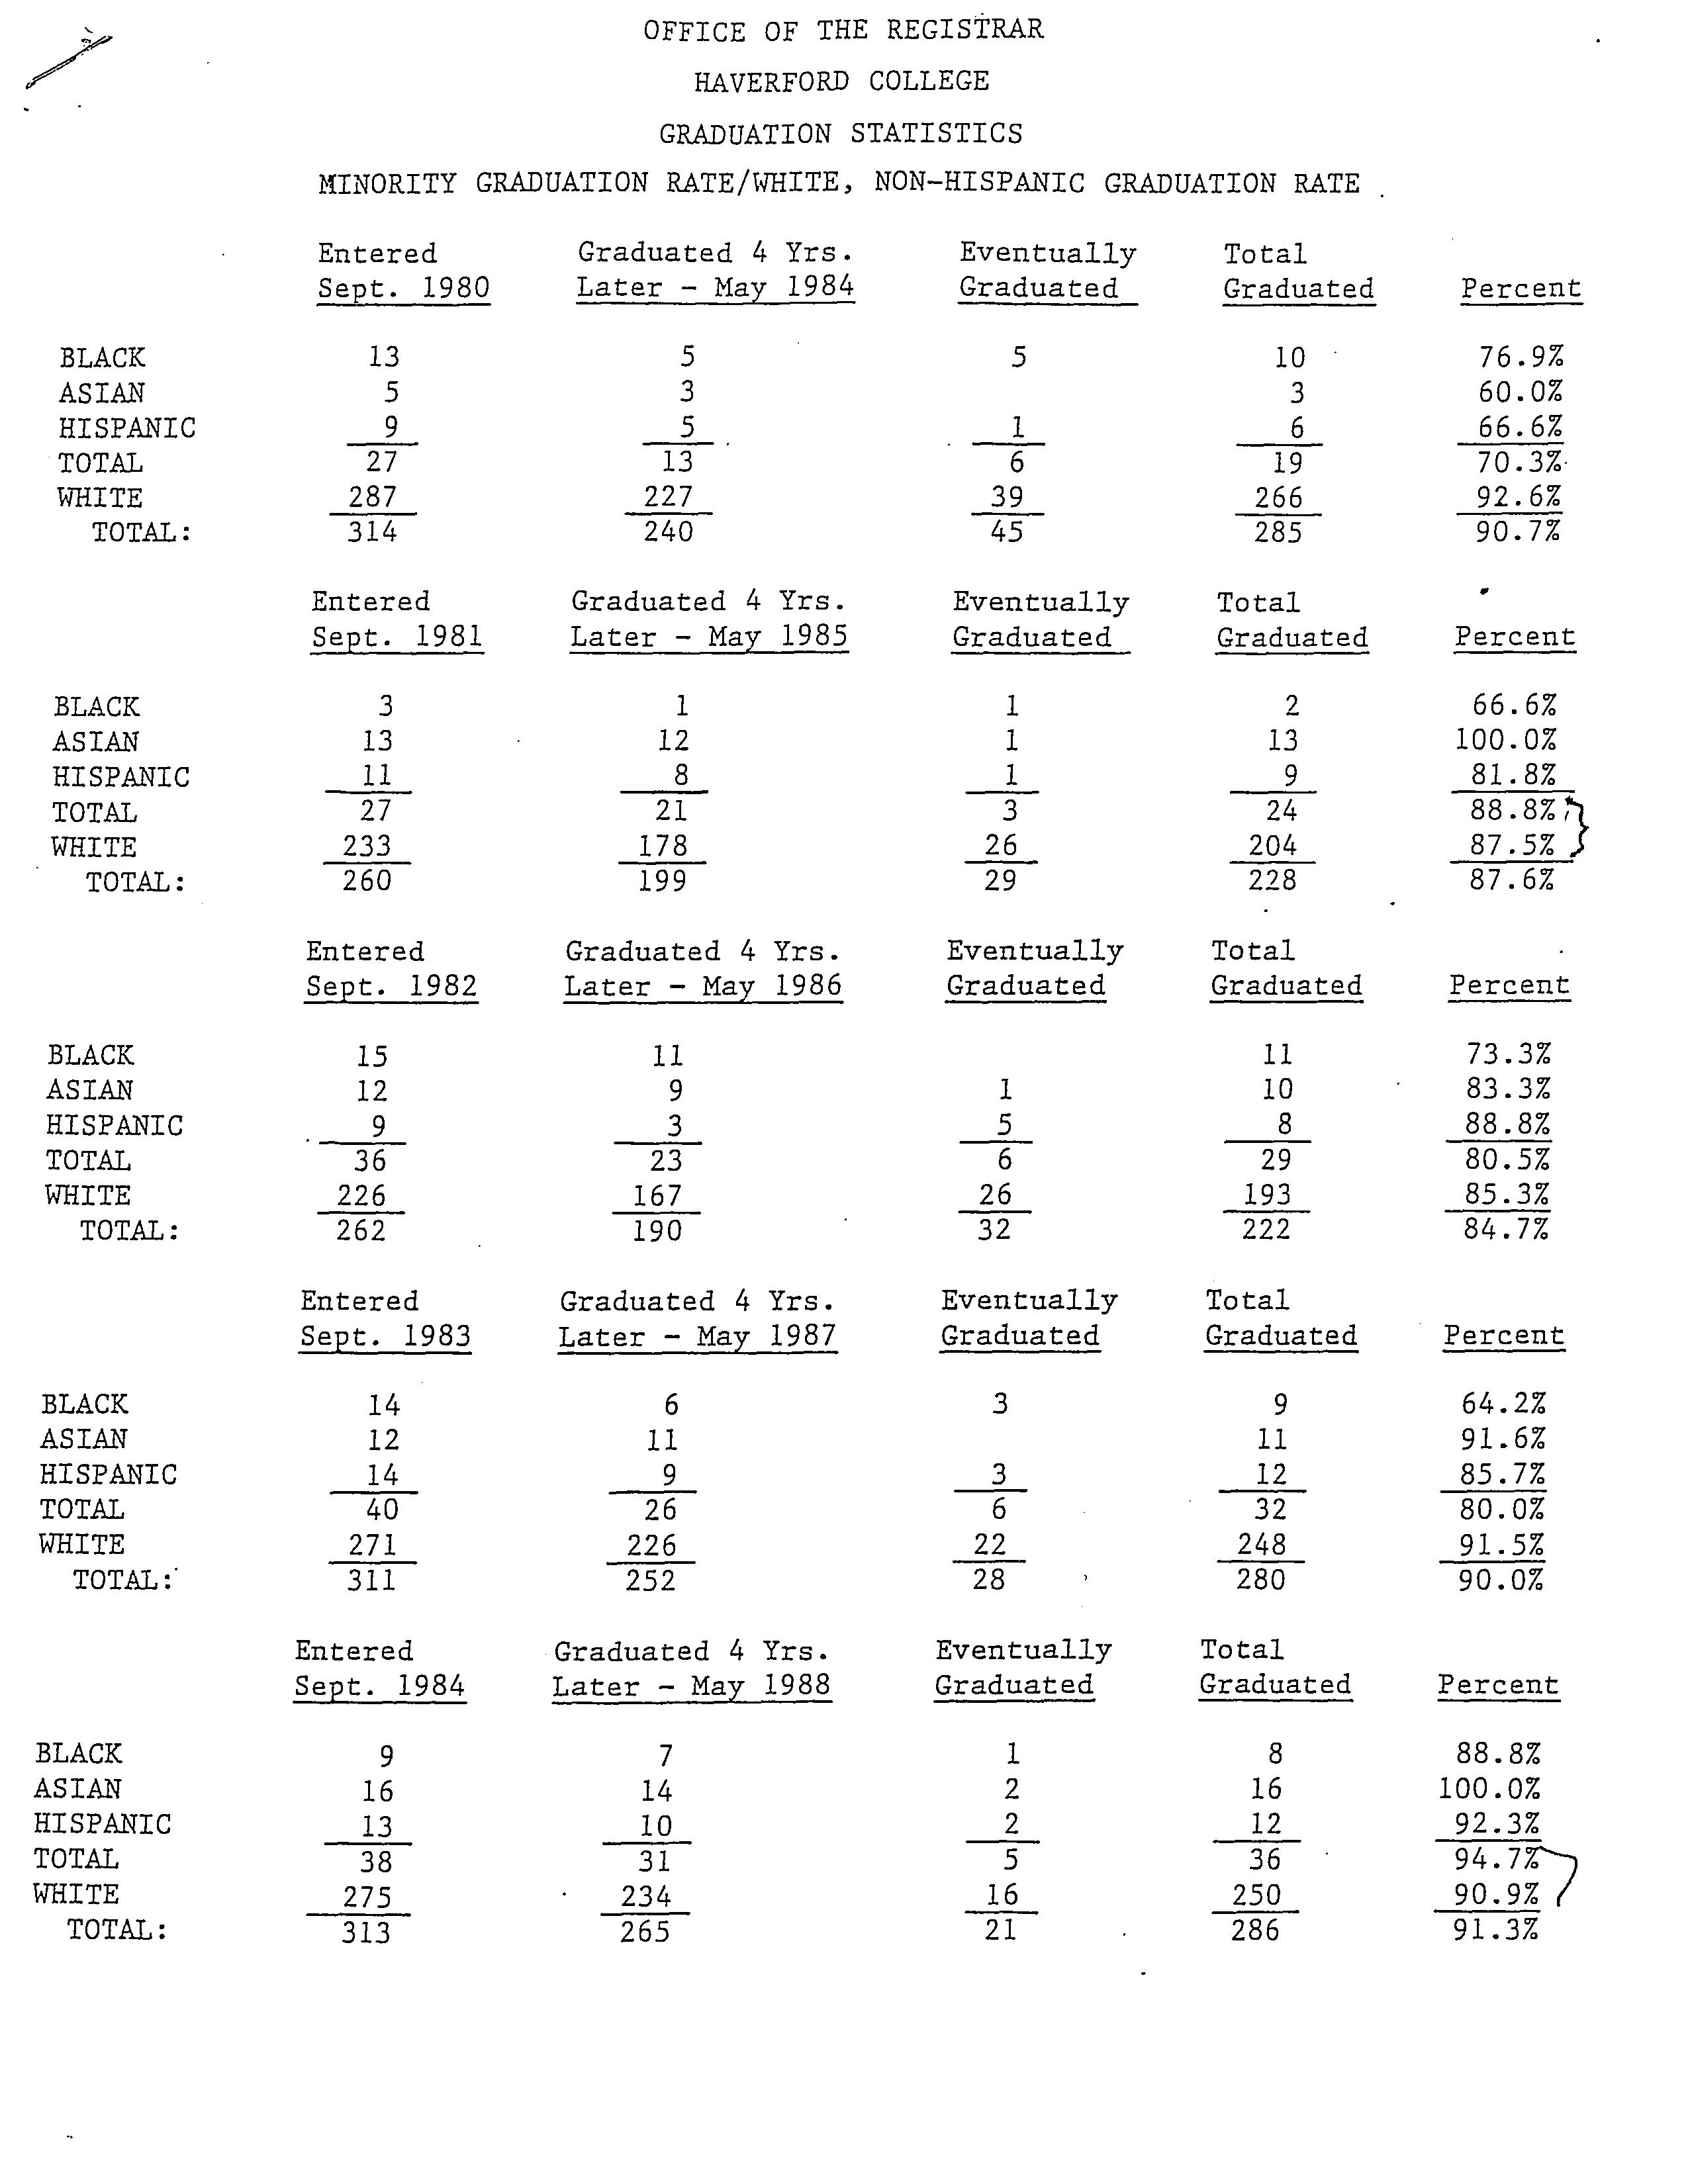 OFFICE OF THE REGISTRAR
HAVERFORD COLLEGE
GRADUATION STATISTICS
MINORITY GRADUATION RATE/WHITE, NON-HISPANIC GRADUATION RATE
Entered Graduated 4 Yrs. Eventually Total
Sept. 1980 Later - May 1984 Graduated Graduated Percent
BLACK 13 5 5 10 76.9%
ASIAN 5 3 3 60.0%
HISPANIC 9 5 1 6 66.6%
TOTAL 27 13 6 19 70.3%
WHITE 287 227 39 266 92.6%
TOTAL: 314 240 45 285 90.7%
Entered Graduated 4 Yrs. Eventually Total
Sept. 1981 Later - May 1985 Graduated Graduated Percent
BLACK 3 1 1 2 66.6%
ASIAN 13 12 1 13 100.0%
HISPANIC 11 8 1 9 81.8%
TOTAL 27 21 3 24 88.8%
WHITE 233 178 26 204 87.5%
TOTAL: 260 199 29 228 87.6%
Entered Graduated 4 Yrs. Eventually Total
Sept. 1982 Later - May 1986 Graduated Graduated Percent
BLACK 15 11 11 73.3%
ASIAN 12 9 1 10 83.3%
HISPANIC 9 3 5 8 88.8%
TOTAL 36 23 6 29 80.5%
WHITE 226 167 26 193 85.3%
TOTAL: 262 190 32 222 84.7%
Entered Graduated 4 Yrs. Eventually Total
Sept. 1983 Later - May 1987 Graduated Graduated Percent
BLACK 14 6 3 9 64.2%
ASIAN 12 11 11 91.6%
HISPANIC 14 9 3 12 85.7%
TOTAL 40 26 6 32 80.0%
WHITE 271 226 22 248 91.5%
TOTAL: 311 252 28 280 90.0%
Entered Graduated 4 Yrs. Eventually Total
Sept. 1984 Later - May 1988 Graduated Graduated Percent
BLACK 9 7 1 8 88.8%
ASIAN 16 14 2 16 100.0%
HISPANIC 13 10 2 12 92.3%
TOTAL 38 31 5 36 94.7%
WHITE 275 234 16 250 90.9%
TOTAL: 313 265 21 286 91.3%